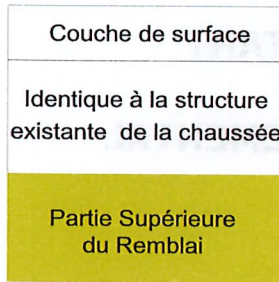 Couche de surface
Identique à la structure
existante de la chaussée
Partie Supérieure
du Remblai